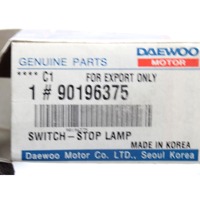 GENUINE PARTS
DAEWOO
MOTOR
**** C1 FOR EXPORT ONLY
1 # 90196375
SWITCH-STOP LAMP
MADE IN KOREA
Daewoo Motor Co. LTD., Seoul Korea